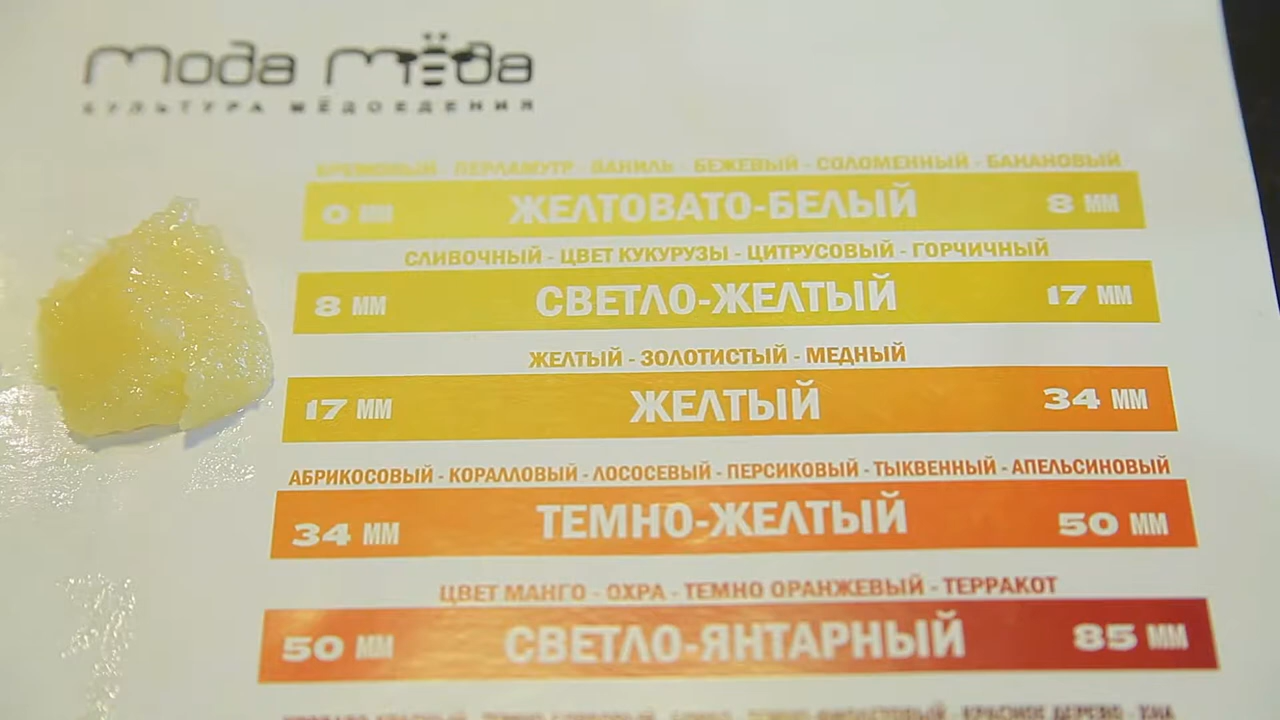 мода мёда
КУЛЬТУРА МЁДОЕДЕНИЯ
КРЕМОВЫЙ - ПЕРЛАМУТР - ВАНИЛЬ - БЕЖЕВЫЙ - СОЛОМЕННЫЙ - БАНАНОВЫЙ
0 ММ ЖЕЛТОВАТО-БЕЛЫЙ 8 ММ
СЛИВОЧНЫЙ - ЦВЕТ КУКУРУЗЫ - ЦИТРУСОВЫЙ - ГОРЧИЧНЫЙ
8 ММ СВЕТЛО-ЖЕЛТЫЙ 17 ММ
ЖЕЛТЫЙ - ЗОЛОТИСТЫЙ - МЕДНЫЙ
17 ММ ЖЕЛТЫЙ 34 ММ
АБРИКОСОВЫЙ - КОРАЛЛОВЫЙ - ЛОСОСЕВЫЙ - ПЕРСИКОВЫЙ - ТЫКВЕННЫЙ - АПЕЛЬСИНОВЫЙ
34 ММ ТЕМНО-ЖЕЛТЫЙ 50 ММ
ЦВЕТ МАНГО - ОХРА - ТЕМНО ОРАНЖЕВЫЙ - ТЕРРАКОТ
50 ММ СВЕТЛО-ЯНТАРНЫЙ 85 ММ
КРАСНОЕ ДЕРЕВО - ХНА